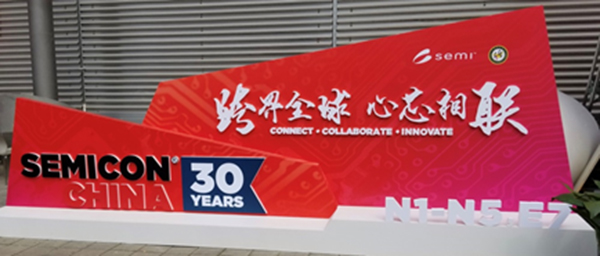 semi
跨界全球 心芯相联
CONNECT • COLLABORATE • INNOVATE
SEMICON®
CHINA
30
YEARS
N1-N5, E7